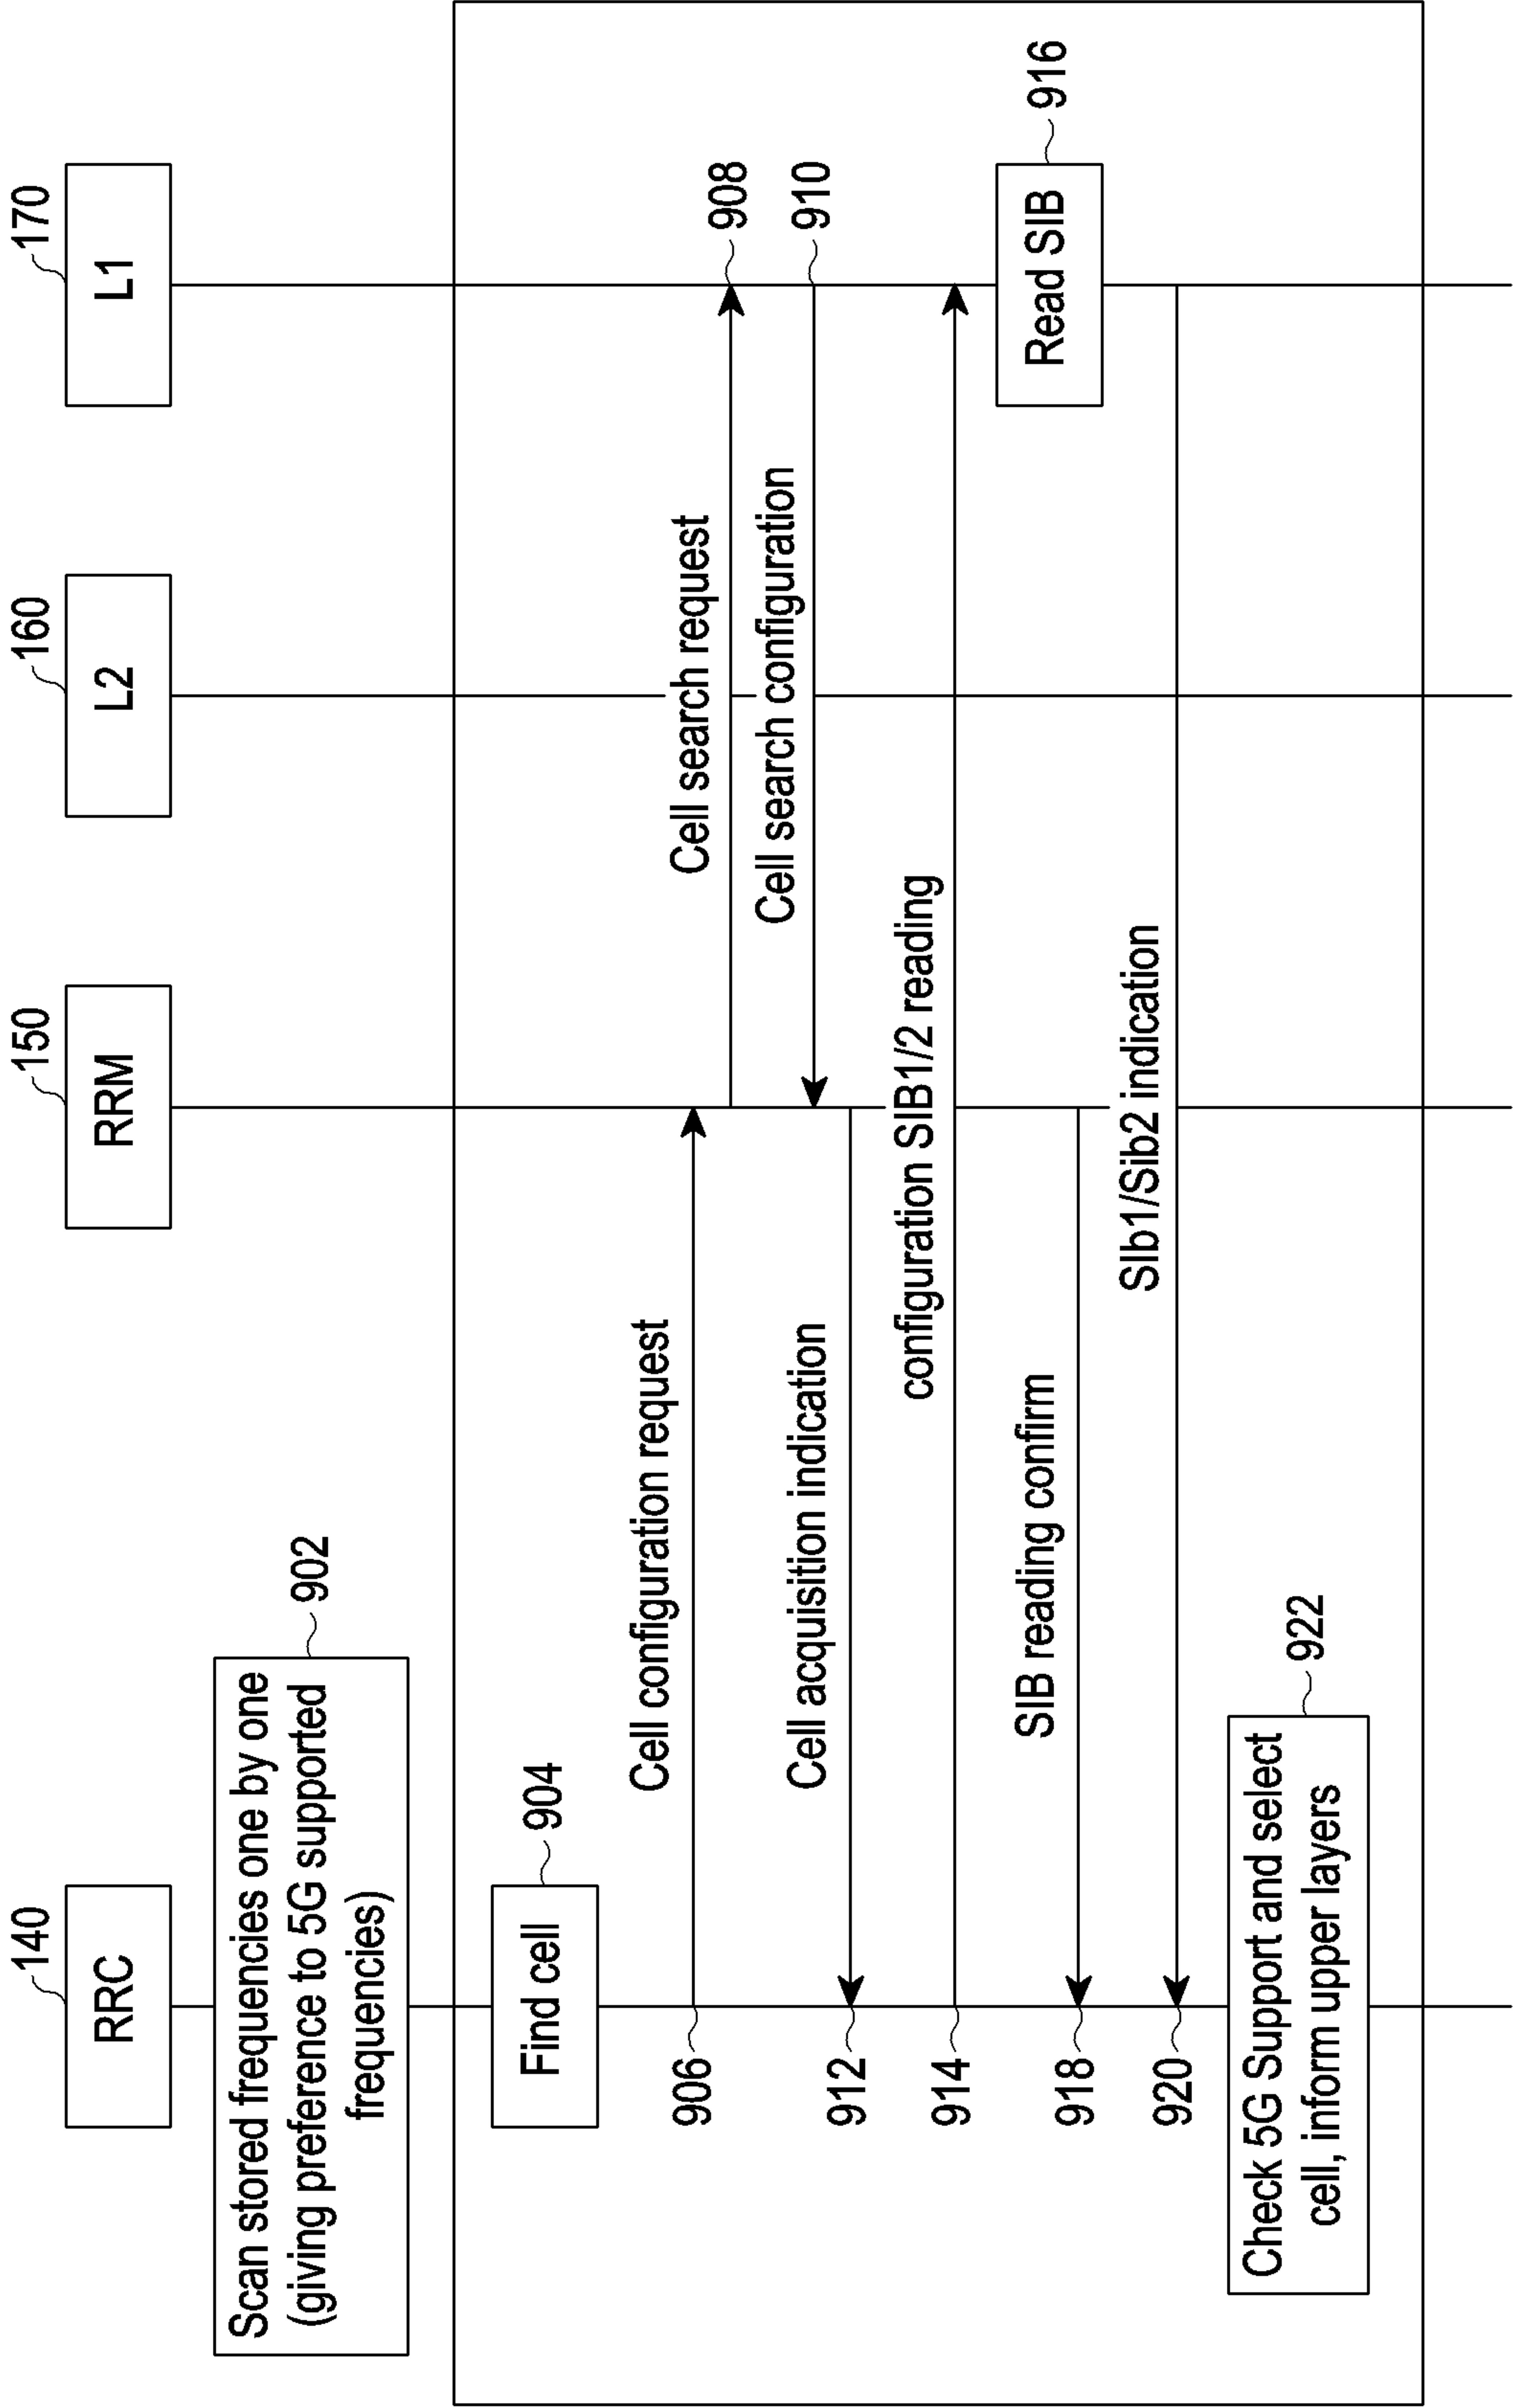 140
RRC
150
RRM
160
L2
170
L1
Scan stored frequencies one by one
(giving preference to 5G supported
frequencies)
902
Find cell
904
Cell configuration request
906
Cell search request
908
Cell search configuration
910
Cell acquisition indication
912
configuration SIB1/2 reading
914
Read SIB
916
SIB reading confirm
918
SIb1/Sib2 indication
920
Check 5G Support and select
cell, inform upper layers
922